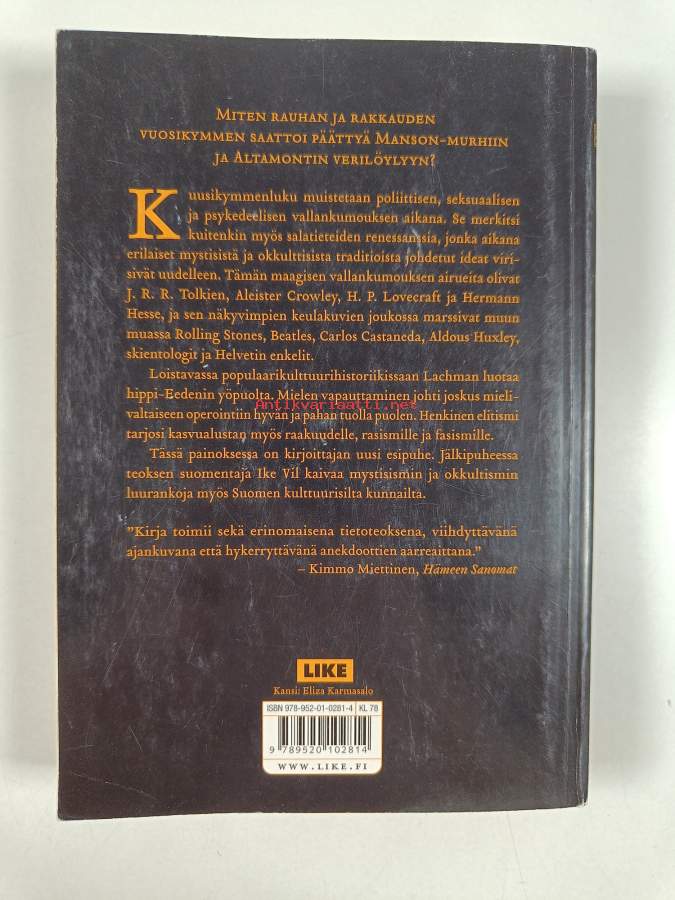 Miten rauhan ja rakkauden
vuosikymmen saattoi päättyä Manson-murhiin
ja Altamontin verilöylyyn?
Kuusikymmenluku muistetaan poliittisen, seksuaalisen
ja psykedeelisen vallankumouksen aikana. Se merkitsi
kuitenkin myös salatieteiden renessanssia, jonka aikana
erilaiset mystisistä ja okkulttisista traditioista johdetut ideat viri-
sivät uudelleen. Tämän maagisen vallankumouksen airueita olivat
J. R. R. Tolkien, Aleister Crowley, H. P. Lovecraft ja Hermann
Hesse, ja sen näkyvimpien keulakuvien joukossa marssivat muun
muassa Rolling Stones, Beatles, Carlos Castaneda, Aldous Huxley,
skientologit ja Helvetin enkelit.
Loistavassa populaarikulttuurihistoriikissaan Lachman luotaa
hippi-Eedenin yöpuolta. Mielen vapauttaminen johti joskus mieli-
valtaiseen operointiin hyvän ja pahan tuolla puolen. Henkinen elitismi
tarjosi kasvualustan myös raakuudelle, rasismille ja fasismille.
Tässä painoksessa on kirjoittajan uusi esipuhe. Jälkipuheessa
teoksen suomentaja Ike Vil kaivaa mystisismin ja okkultismin
luurankoja myös Suomen kulttuurisilta kunnailta.
"Kirja toimii sekä erinomaisena tietoteoksena, viihdyttävänä
ajankuvana että hykerryttävänä anekdoottien aarreaittana."
– Kimmo Miettinen, Hämeen Sanomat
LIKE
Kansi: Eliza Karmasalo
ISBN 978-952-01-0281-4 KL 78
9 789520 102814
WWW.LIKE.FI
Antikvariaatti.net